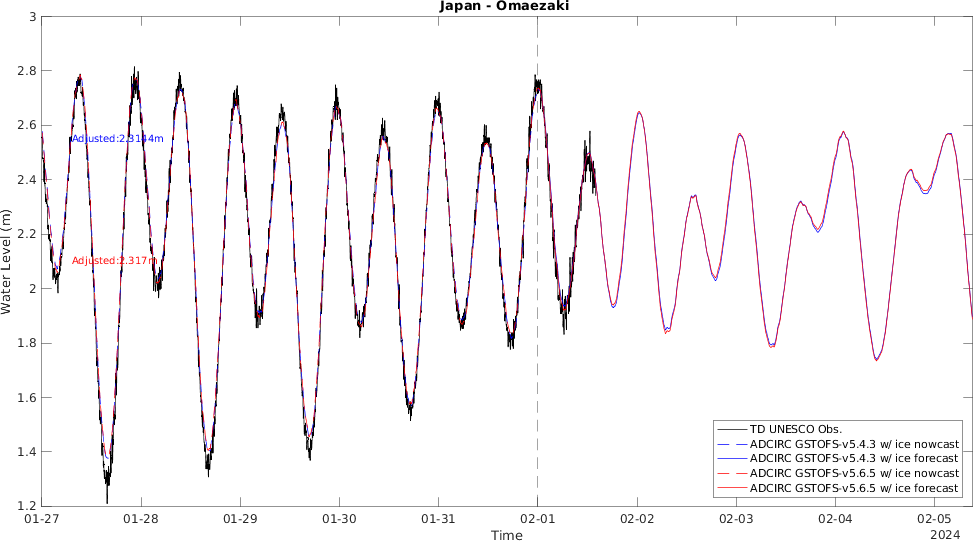 Japan - Omaezaki
3
2.8
2.6
2.4
2.2
2
1.8
1.6
1.4
1.2
Water Level (m)
Adjusted:2.3144m
Adjusted:2.317m
TD UNESCO Obs.
ADCIRC GSTOFS-v5.4.3 w/ ice nowcast
ADCIRC GSTOFS-v5.4.3 w/ ice forecast
ADCIRC GSTOFS-v5.6.5 w/ ice nowcast
ADCIRC GSTOFS-v5.6.5 w/ ice forecast
01-27 01-28 01-29 01-30 01-31 02-01 02-02 02-03 02-04 02-05
Time
2024